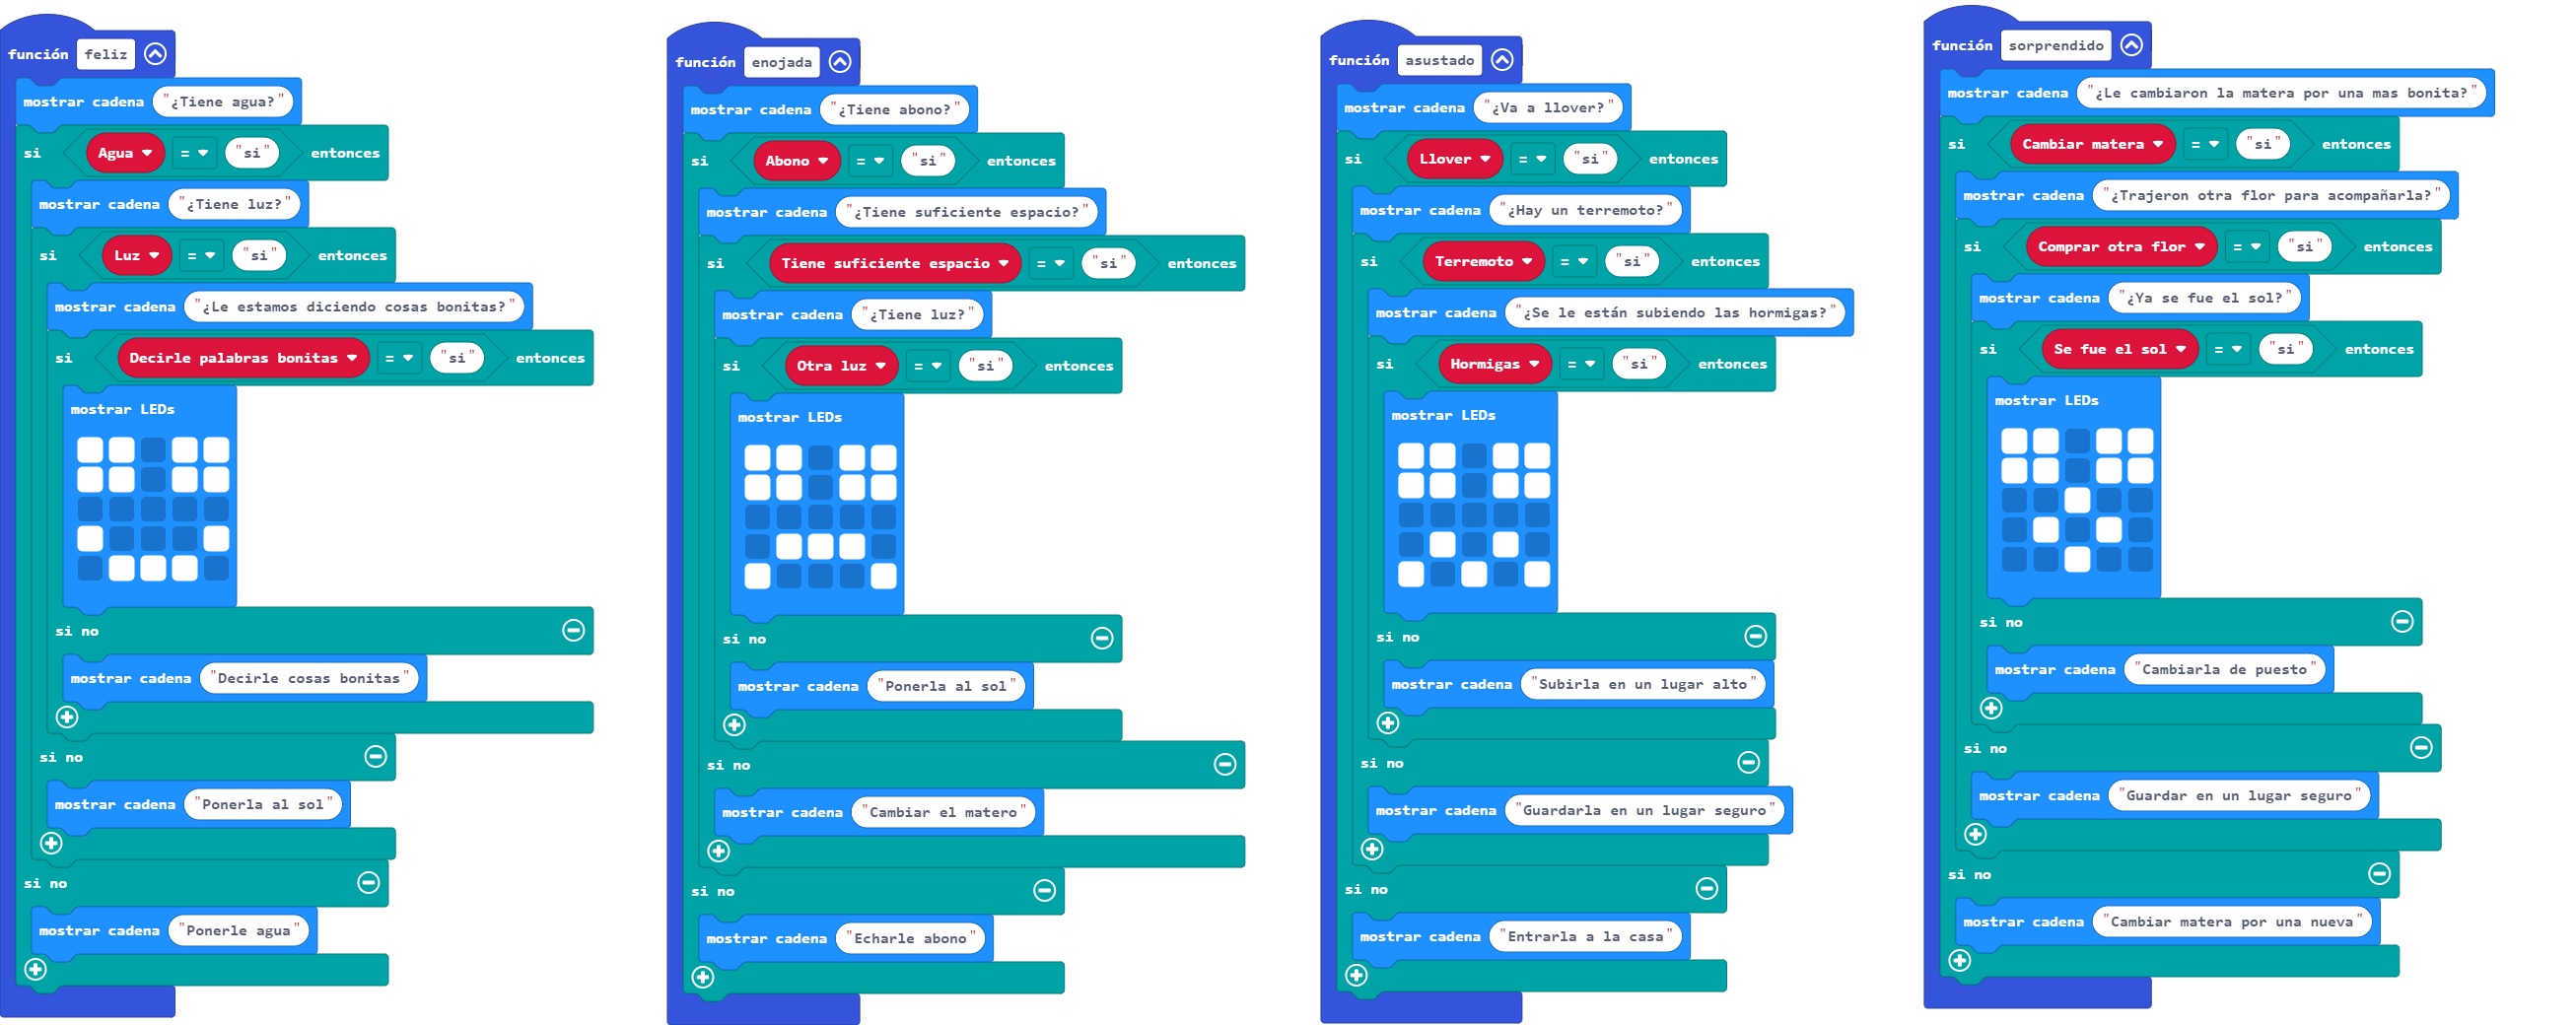 función feliz
mostrar cadena "¿Tiene agua?"
si Agua = "si" entonces
mostrar cadena "¿Tiene luz?"
si Luz = "si" entonces
mostrar cadena "¿Le estamos diciendo cosas bonitas?"
si Decirle palabras bonitas = "si" entonces
mostrar LEDs
si no
mostrar cadena "Decirle cosas bonitas"
si no
mostrar cadena "Ponerla al sol"
si no
mostrar cadena "Ponerle agua"
función enojada
mostrar cadena "¿Tiene abono?"
si Abono = "si" entonces
mostrar cadena "¿Tiene suficiente espacio?"
si Tiene suficiente espacio = "si" entonces
mostrar cadena "¿Tiene luz?"
si Otra luz = "si" entonces
mostrar LEDs
si no
mostrar cadena "Ponerla al sol"
si no
mostrar cadena "Cambiar el matero"
si no
mostrar cadena "Echarle abono"
función asustado
mostrar cadena "¿Va a llover?"
si Llover = "si" entonces
mostrar cadena "¿Hay un terremoto?"
si Terremoto = "si" entonces
mostrar cadena "¿Se le están subiendo las hormigas?"
si Hormigas = "si" entonces
mostrar LEDs
si no
mostrar cadena "Subirla en un lugar alto"
si no
mostrar cadena "Guardarla en un lugar seguro"
si no
mostrar cadena "Entrarla a la casa"
función sorprendido
mostrar cadena "¿Le cambiaron la matera por una mas bonita?"
si Cambiar matera = "si" entonces
mostrar cadena "¿Trajeron otra flor para acompañarla?"
si Comprar otra flor = "si" entonces
mostrar cadena "¿Ya se fue el sol?"
si Se fue el sol = "si" entonces
mostrar LEDs
si no
mostrar cadena "Cambiarla de puesto"
si no
mostrar cadena "Guardar en un lugar seguro"
si no
mostrar cadena "Cambiar matera por una nueva"